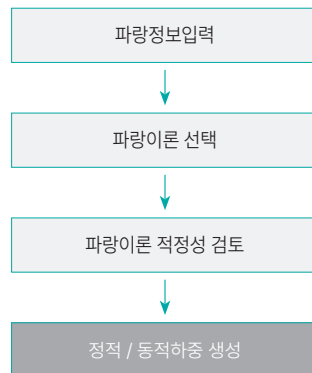 파랑정보입력
파랑이론 선택
파랑이론 적정성 검토
정적 / 동적하중 생성